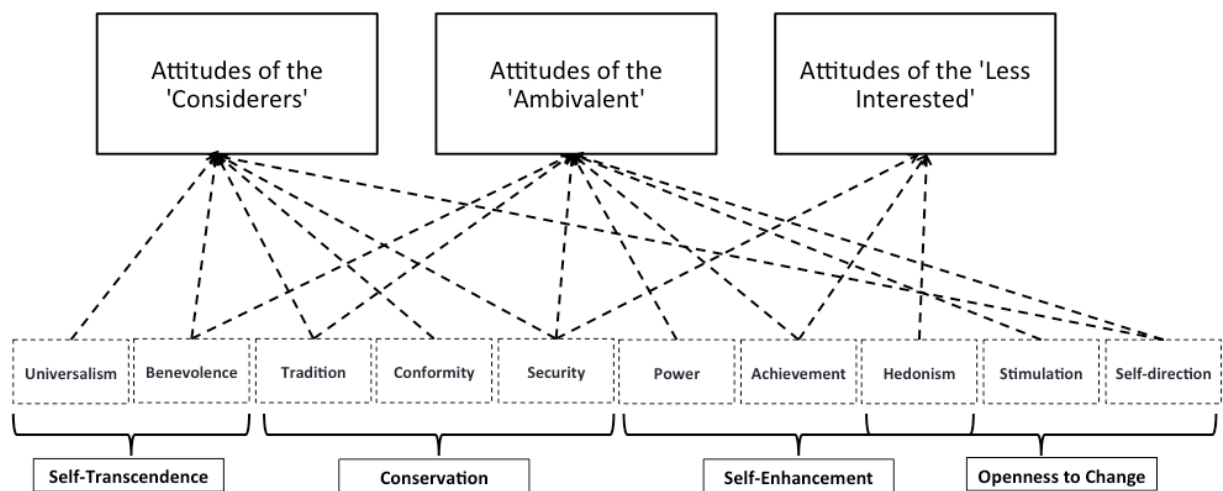 Attitudes of the
'Considerers'
Attitudes of the
'Ambivalent'
Attitudes of the 'Less
Interested'
Universalism
Benevolence
Tradition
Conformity
Security
Power
Achievement
Hedonism
Stimulation
Self-direction
Self-Transcendence
Conservation
Self-Enhancement
Openness to Change